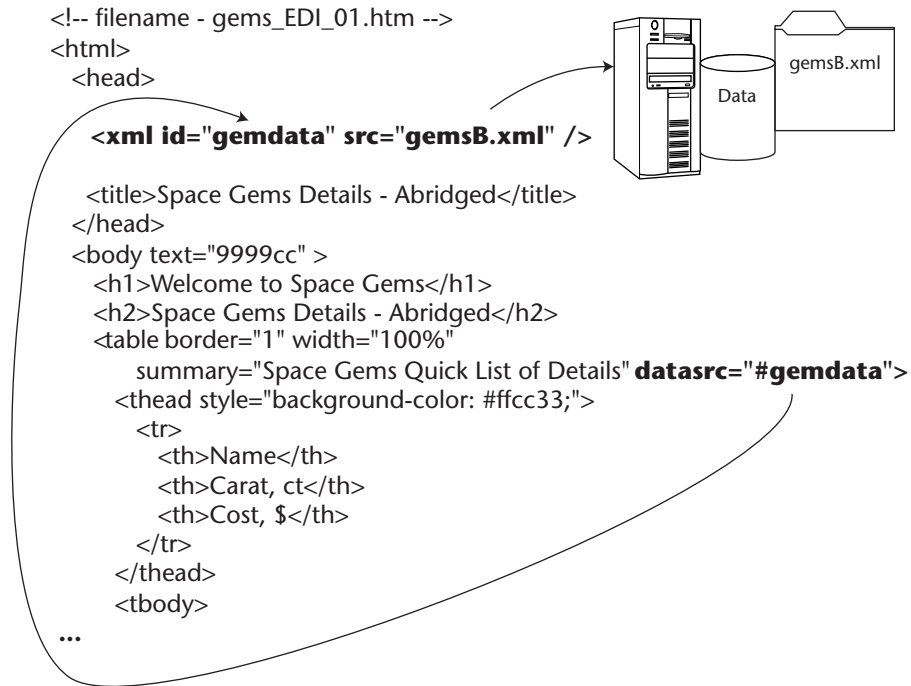 <!-- filename - gems_EDI_01.htm -->
<html>
<head>
<xml id="gemdata" src="gemsB.xml" />
Data
gemsB.xml
<title>Space Gems Details - Abridged</title>
</head>
<body text="9999cc" >
<h1>Welcome to Space Gems</h1>
<h2>Space Gems Details - Abridged</h2>
<table border="1" width="100%"
summary="Space Gems Quick List of Details" datasrc="#gemdata">
<thead style="background-color: #ffcc33;">
<tr>
<th>Name</th>
<th>Carat, ct</th>
<th>Cost, $</th>
</tr>
</thead>
<tbody>
...